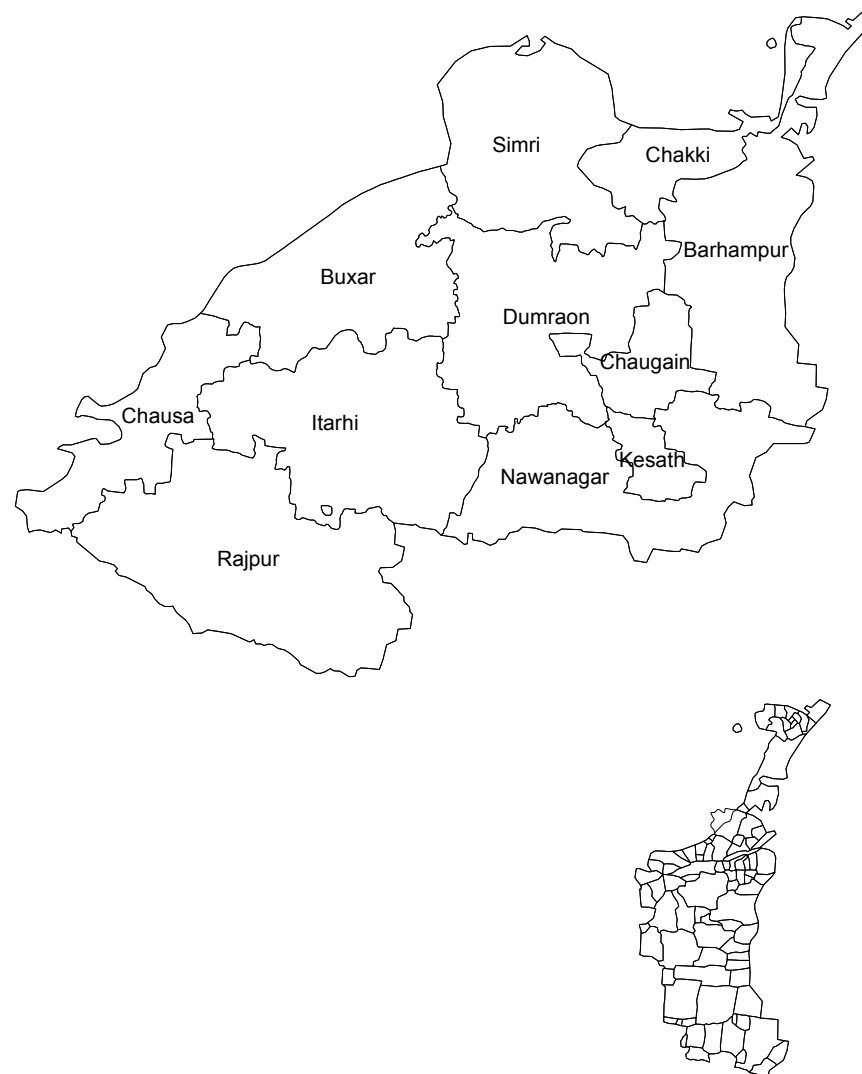 Simri
Chakki
Barhampur
Buxar
Dumraon
Chaugain
Chausa
Itarhi
Kesath
Nawanagar
Rajpur